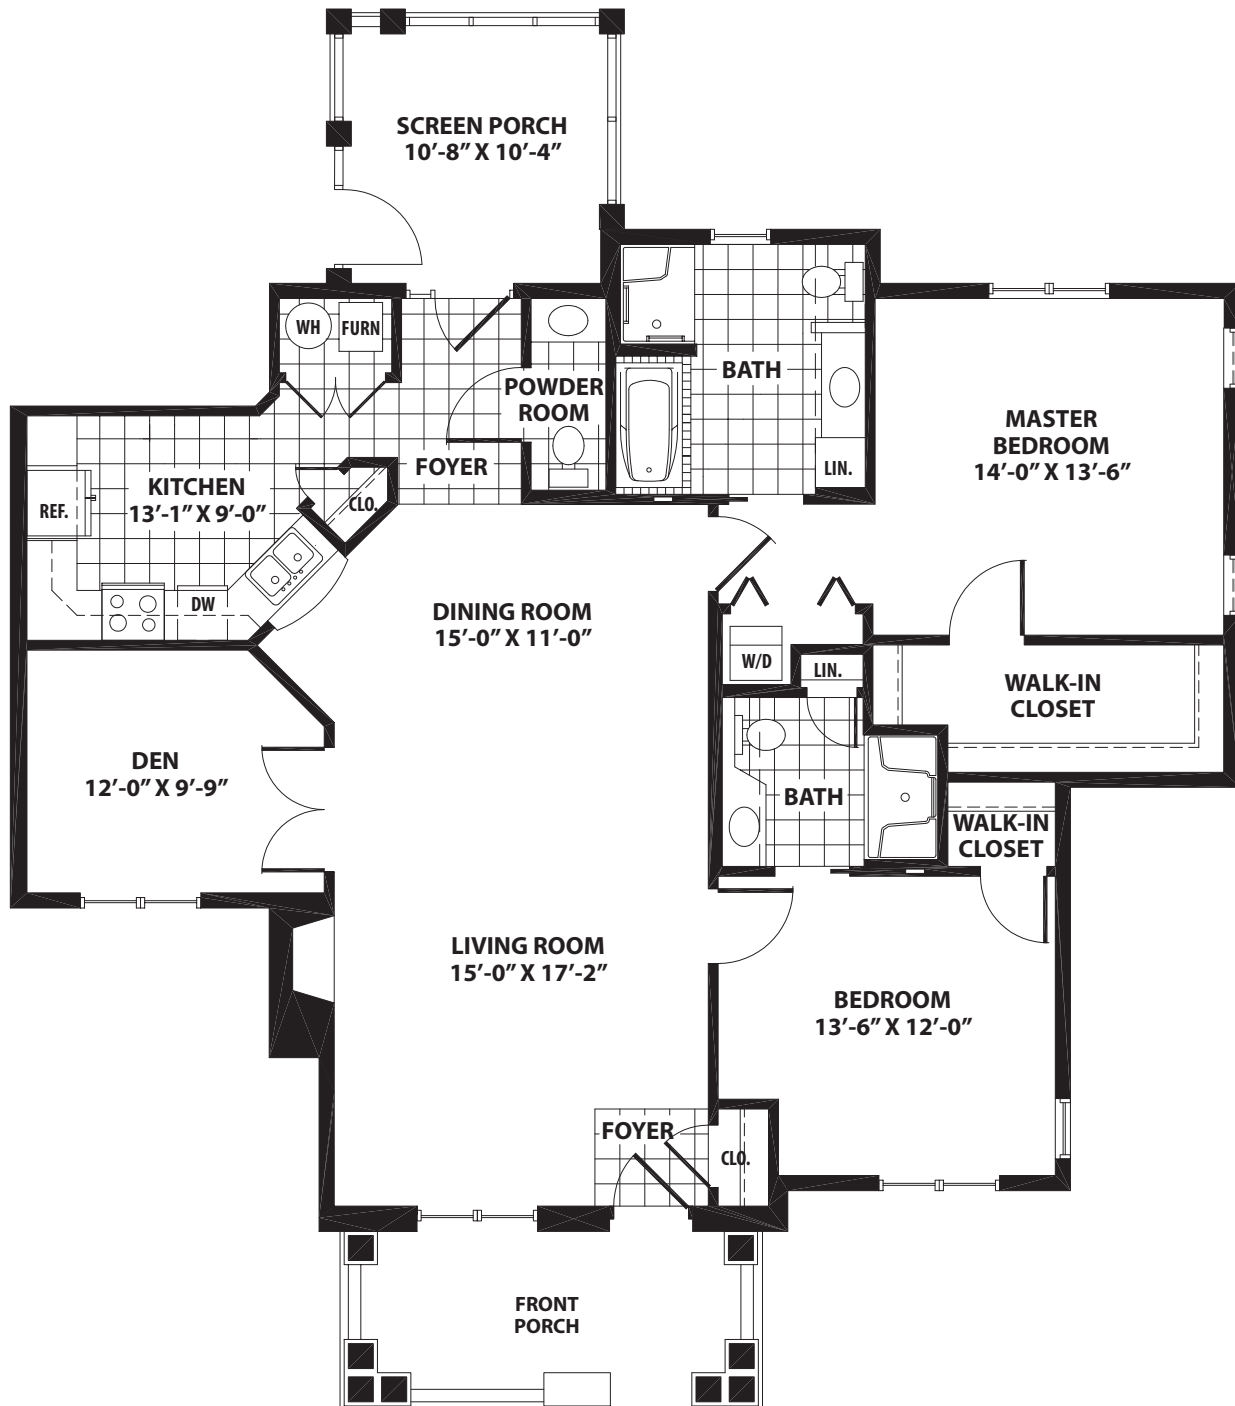 SCREEN PORCH
10’-8” X 10’-4”
WH
FURN
BATH
POWDER
ROOM
MASTER
BEDROOM
14’-0” X 13’-6”
FOYER
LIN.
KITCHEN
13’-1” X 9’-0”
REF.
CLO.
DW
DINING ROOM
15’-0” X 11’-0”
W/D
LIN.
WALK-IN
CLOSET
DEN
12’-0” X 9’-9”
BATH
WALK-IN
CLOSET
LIVING ROOM
15’-0” X 17’-2”
BEDROOM
13’-6” X 12’-0”
FOYER
CLO.
FRONT
PORCH